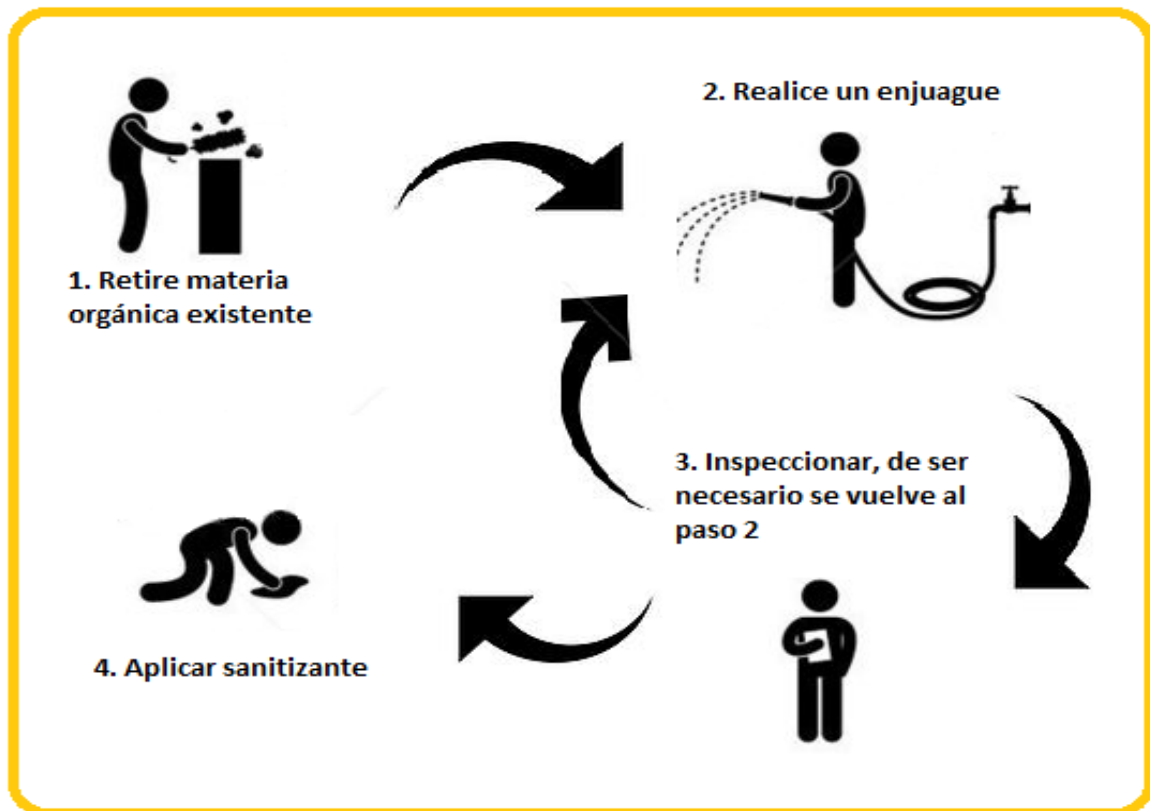 1. Retire materia
orgánica existente
2. Realice un enjuague
3. Inspeccionar, de ser
necesario se vuelve al
paso 2
4. Aplicar sanitizante